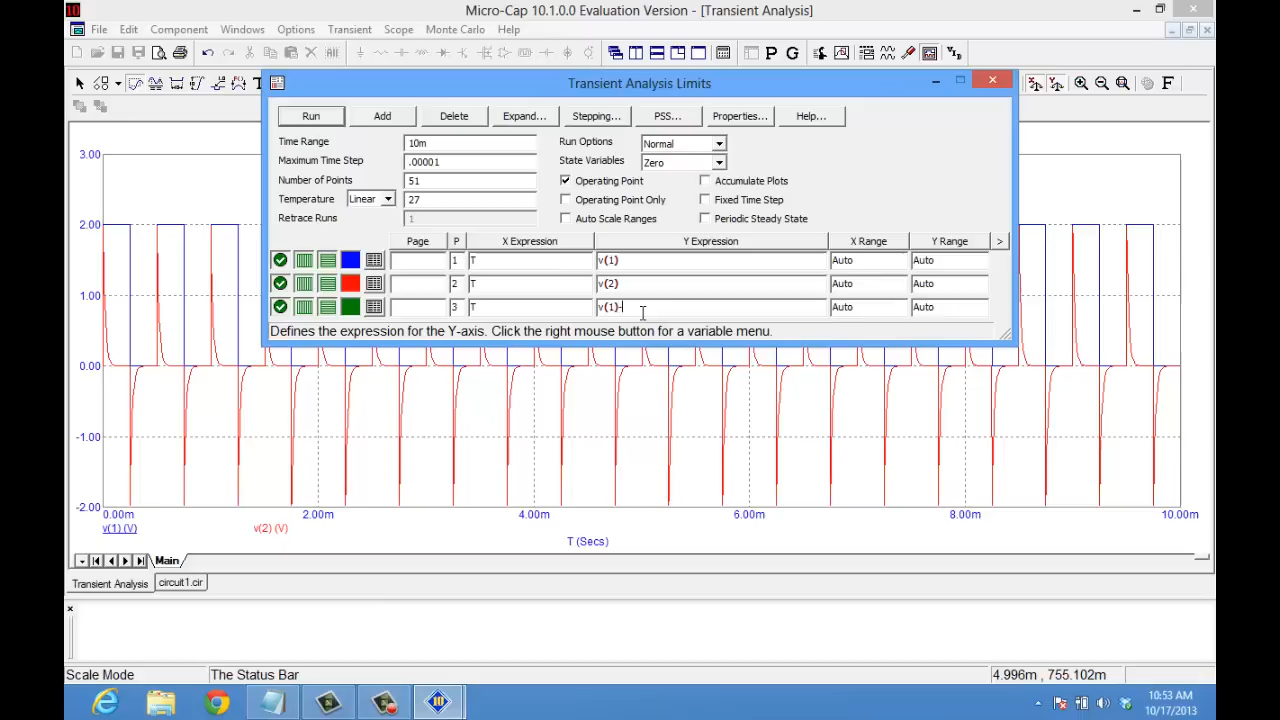 10 Micro-Cap 10.1.0.0 Evaluation Version - [Transient Analysis]
File Edit Component Windows Options Transient Scope Monte Carlo Help
T P G F
Transient Analysis Limits
Run Add Delete Expand... Stepping... PSS... Properties... Help...
Time Range 10m Run Options Normal
Maximum Time Step .00001 State Variables Zero
Number of Points 51 Operating Point Accumulate Plots
Temperature Linear 27 Operating Point Only Fixed Time Step
Retrace Runs 1 Auto Scale Ranges Periodic Steady State
Page P X Expression Y Expression X Range Y Range >
1 T v(1) Auto Auto
2 T v(2) Auto Auto
3 T v(1)- Auto Auto
Defines the expression for the Y-axis. Click the right mouse button for a variable menu.
3.00
2.00
1.00
0.00
-1.00
-2.00
0.00m 2.00m 4.00m 6.00m 8.00m 10.00m
v(1) (V) v(2) (V)
T (Secs)
Main
Transient Analysis circuit1.cir
Scale Mode The Status Bar 4.996m, 755.102m
10
10:53 AM
10/17/2013